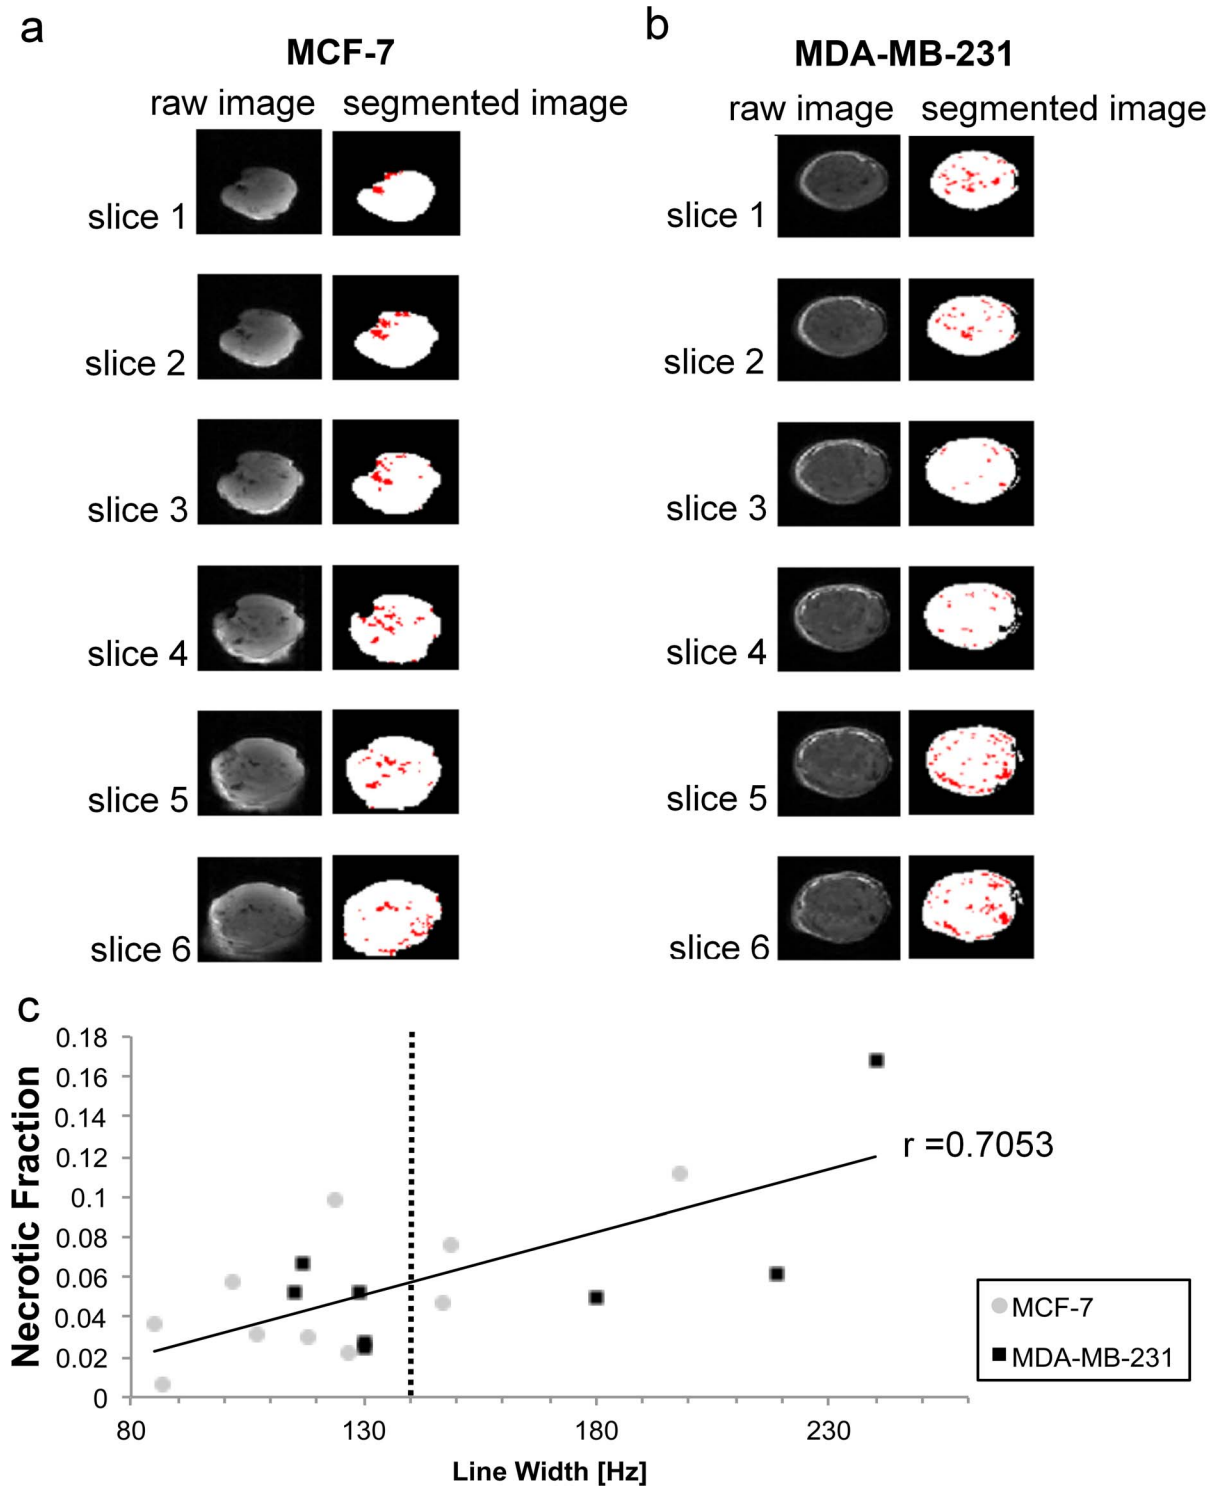 a
MCF-7
raw image segmented image
slice 1
slice 2
slice 3
slice 4
slice 5
slice 6
b
MDA-MB-231
raw image segmented image
slice 1
slice 2
slice 3
slice 4
slice 5
slice 6
c
Necrotic Fraction
0.18
0.16
0.14
0.12
0.1
0.08
0.06
0.04
0.02
0
80 130 180 230
Line Width [Hz]
r =0.7053
MCF-7
MDA-MB-231